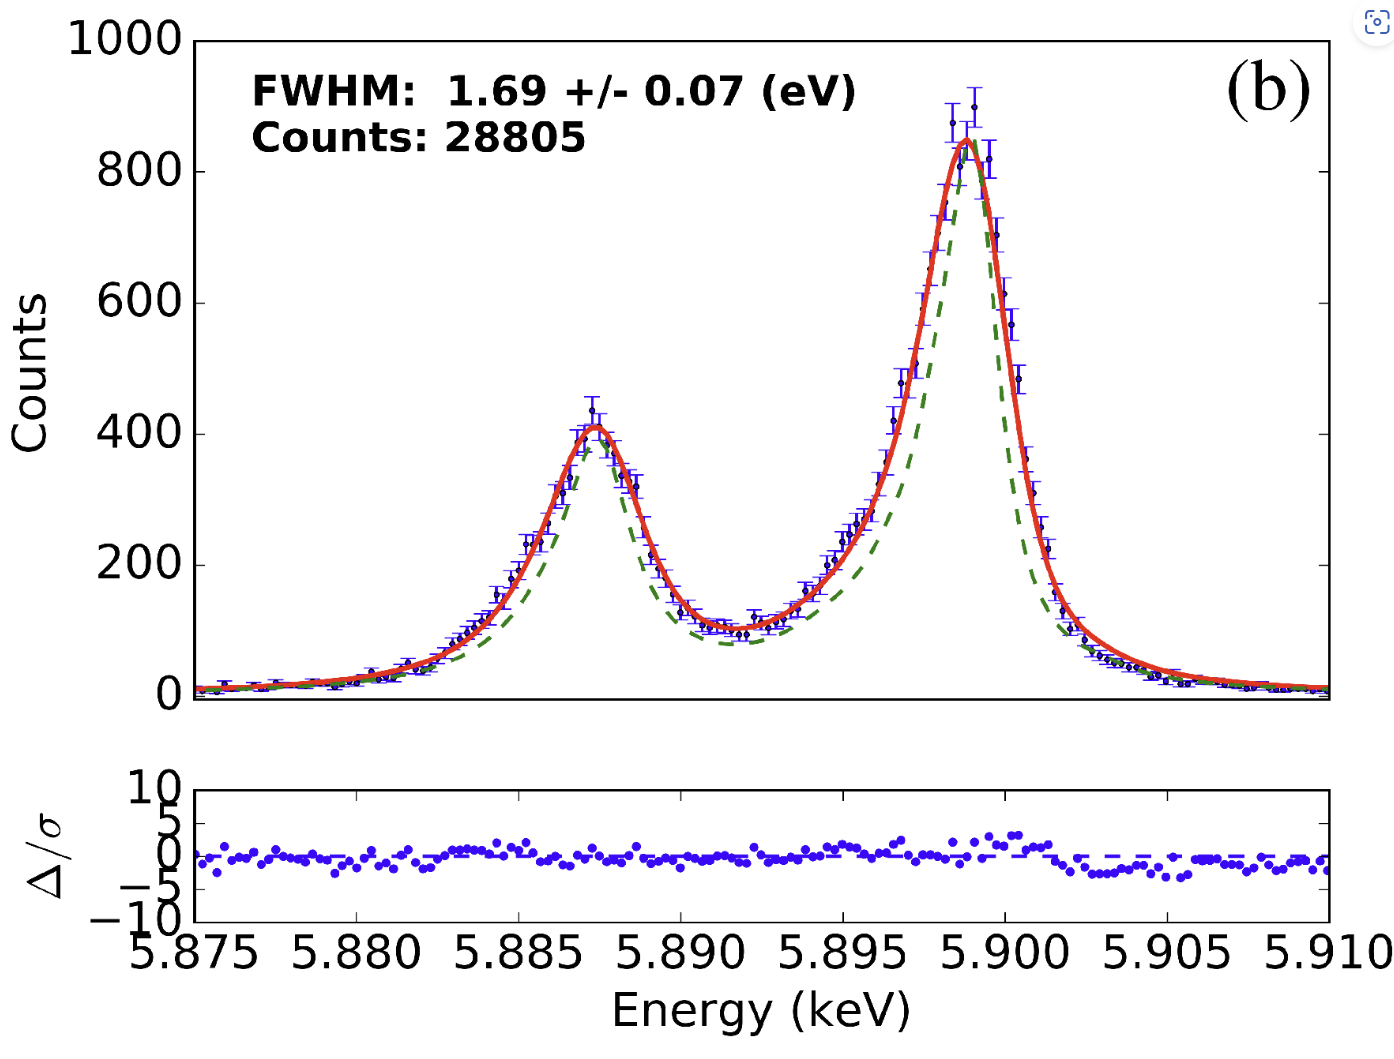 FWHM: 1.69 +/- 0.07 (eV)
Counts: 28805
(b)
1000
800
600
400
200
0
Counts
10
5
0
−5
−10
Δ/σ
5.875 5.880 5.885 5.890 5.895 5.900 5.905 5.910
Energy (keV)